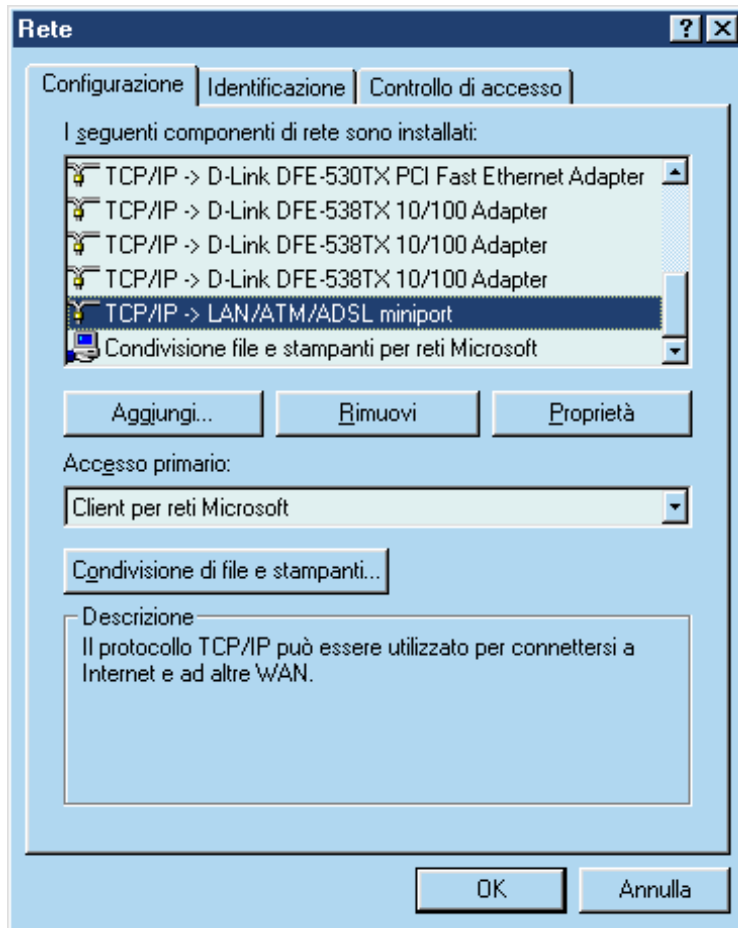 Rete
Configurazione Identificazione Controllo di accesso
I seguenti componenti di rete sono installati:
TCP/IP -> D-Link DFE-530TX PCI Fast Ethernet Adapter
TCP/IP -> D-Link DFE-538TX 10/100 Adapter
TCP/IP -> D-Link DFE-538TX 10/100 Adapter
TCP/IP -> D-Link DFE-538TX 10/100 Adapter
TCP/IP -> LAN/ATM/ADSL miniport
Condivisione file e stampanti per reti Microsoft
Aggiungi... Rimuovi Proprietà
Accesso primario:
Client per reti Microsoft
Condivisione di file e stampanti...
Descrizione
Il protocollo TCP/IP può essere utilizzato per connettersi a
Internet e ad altre WAN.
OK Annulla